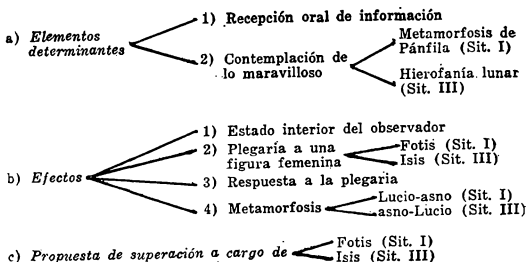 1) Recepción oral de información
a) Elementos determantes
2) Contemplación de lo maravilloso
Metamorfosis de Pánfila (Sit. I)
Hierofanía lunar (Sit. III)
1) Estado interior del observador
2) Plegaría a una figura femenina
Fotis (Sit. I)
Isis (Sit. III)
b) Efectos
3) Respuesta a la plegaria
4) Metamorfosis
Lucio-asno (Sit. I)
asno-Lucio (Sit. III)
c) Propuesta de superación a cargo de
Fotis (Sit. I)
Isis (Sit. III)